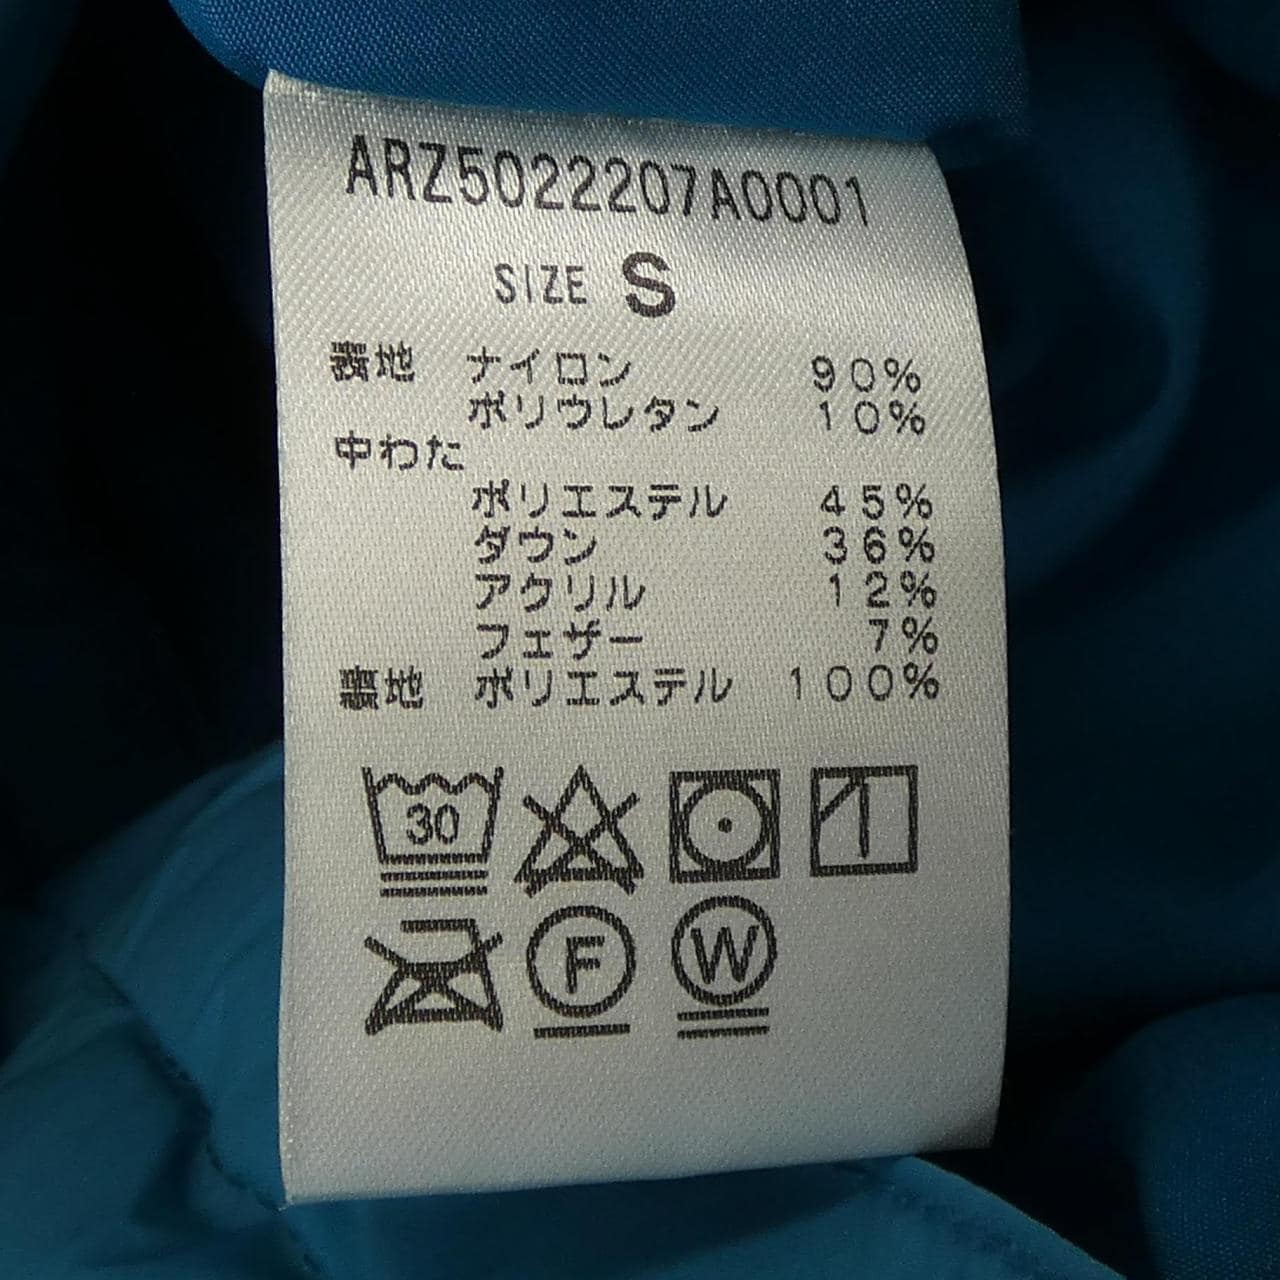 ARZ5022207A0001
SIZE S
表地 ナイロン 90%
ポリウレタン 10%
中わた
ポリエステル 45%
ダウン 36%
アクリル 12%
フェザー 7%
裏地 ポリエステル 100%
30
F W